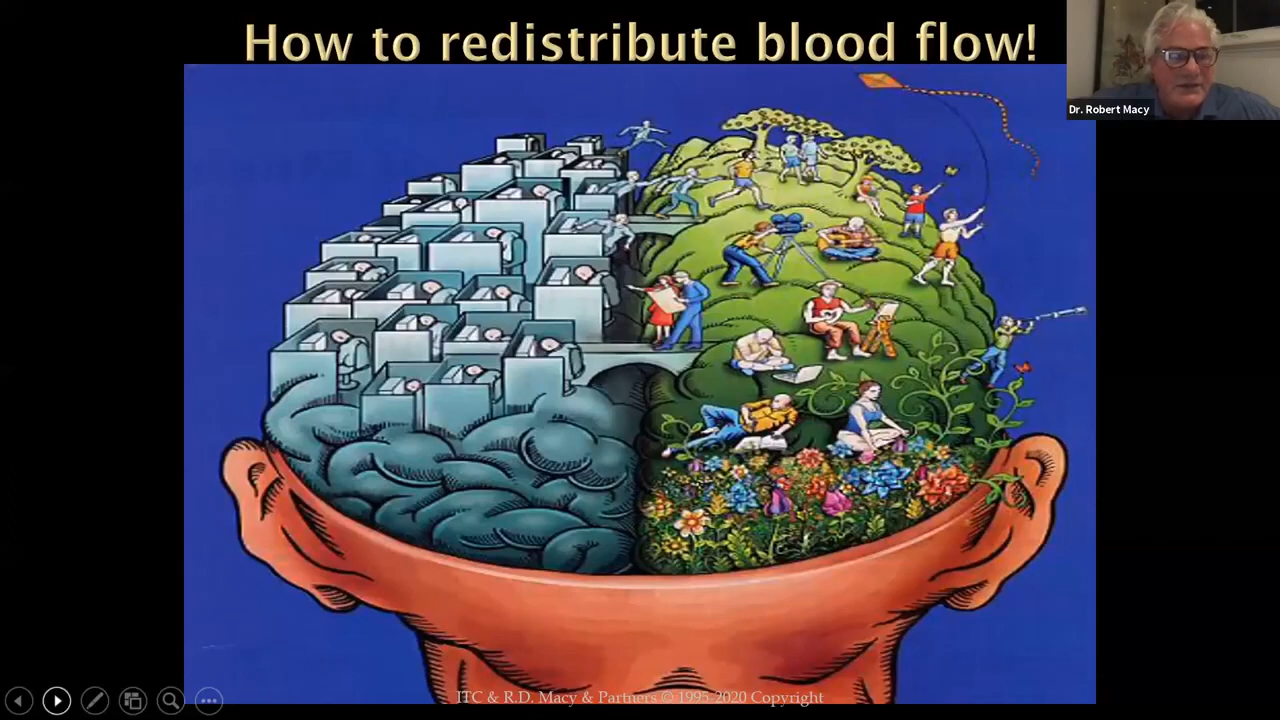 How to redistribute blood flow!
Dr. Robert Macy
ITC & R.D. Macy & Partners © 1995-2020 Copyright